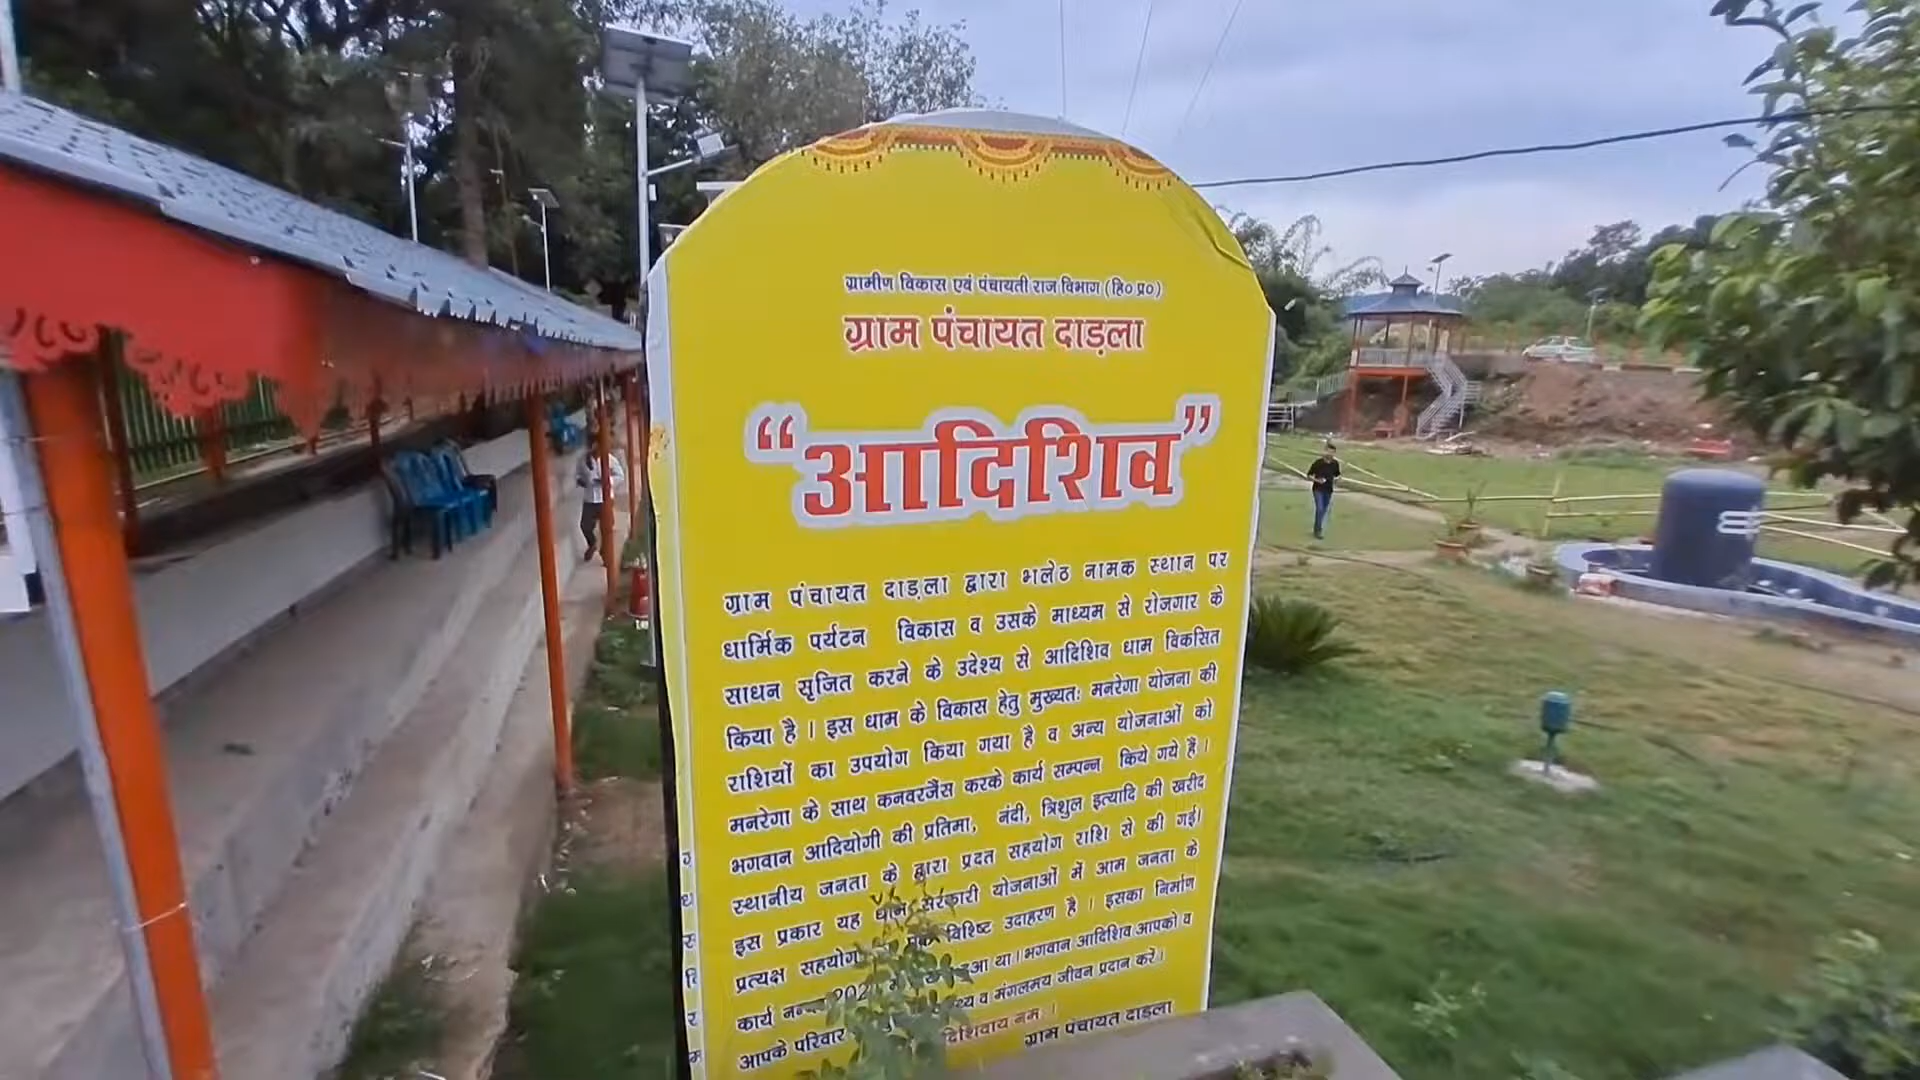 ग्रामीण विकास एवं पंचायती राज विभाग (हि० प्र०)
ग्राम पंचायत दाड़ला
“आदिशिव”
ग्राम पंचायत दाड़ला द्वारा भलेठ नामक स्थान पर
धार्मिक पर्यटन विकास व उसके माध्यम से रोजगार के
साधन सृजित करने के उदेश्य से आदिशिव धाम विकसित
किया है । इस धाम के विकास हेतु मुख्यतः मनरेगा योजना की
राशियों का उपयोग किया गया है व अन्य योजनाओं को
मनरेगा के साथ कनवरजैंस करके कार्य सम्पन्न किये गये हैं ।
भगवान आदियोगी की प्रतिमा, नंदी, त्रिशुल इत्यादि की खरीद
स्थानीय जनता के द्वारा प्रदत सहयोग राशि से की गई।
इस प्रकार यह धाम सरकारी योजनाओं में आम जनता के
प्रत्यक्ष सहयोग विशिष्ट उदाहरण है । इसका निर्माण
कार्य हुआ था । भगवान आदिशिव आपको व
आपके परिवार व मंगलमय जीवन प्रदान करें।
ग्राम पंचायत दाड़ला